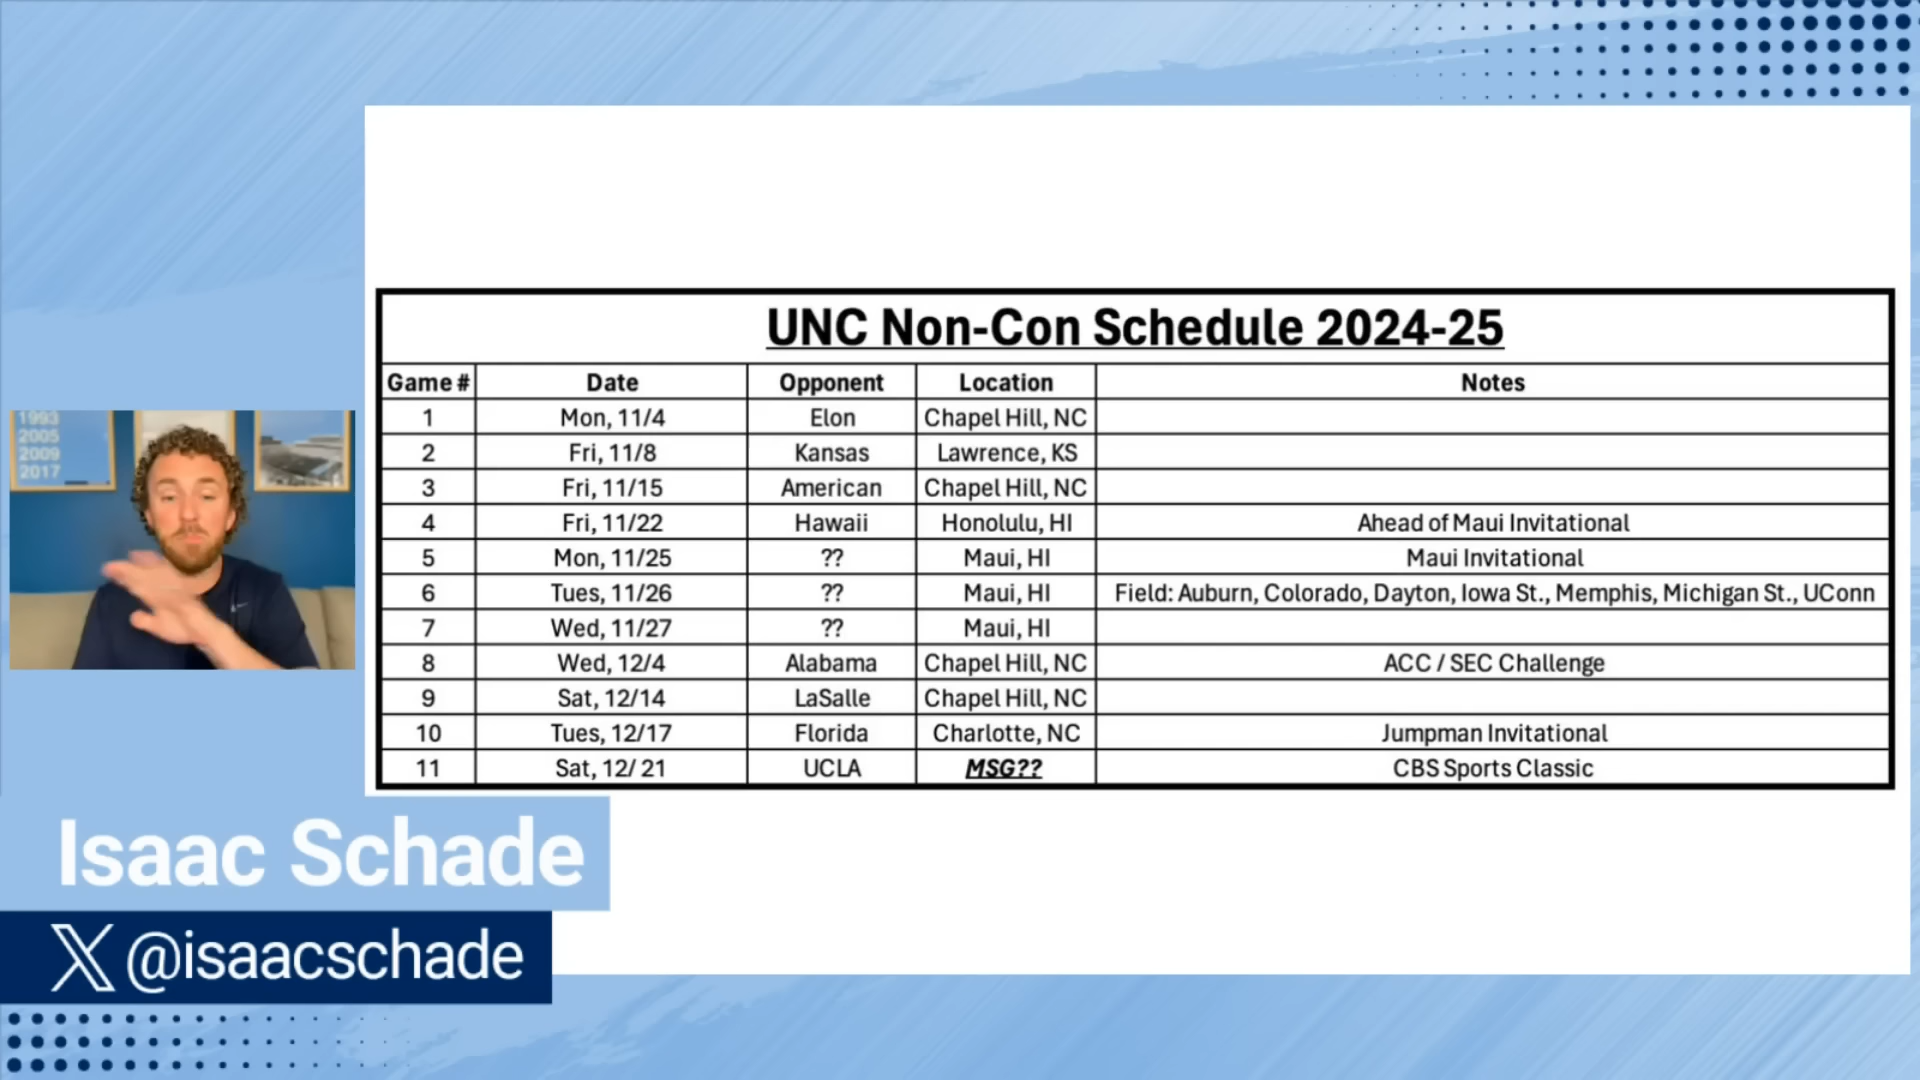 UNC Non-Con Schedule 2024-25
Game # Date Opponent Location Notes
1 Mon, 11/4 Elon Chapel Hill, NC
2 Fri, 11/8 Kansas Lawrence, KS
3 Fri, 11/15 American Chapel Hill, NC
4 Fri, 11/22 Hawaii Honolulu, HI Ahead of Maui Invitational
5 Mon, 11/25 ?? Maui, HI Maui Invitational
6 Tues, 11/26 ?? Maui, HI Field: Auburn, Colorado, Dayton, Iowa St., Memphis, Michigan St., UConn
7 Wed, 11/27 ?? Maui, HI
8 Wed, 12/4 Alabama Chapel Hill, NC ACC / SEC Challenge
9 Sat, 12/14 LaSalle Chapel Hill, NC
10 Tues, 12/17 Florida Charlotte, NC Jumpman Invitational
11 Sat, 12/ 21 UCLA MSG?? CBS Sports Classic
1993
2005
2009
2017
Isaac Schade
X @isaacschade